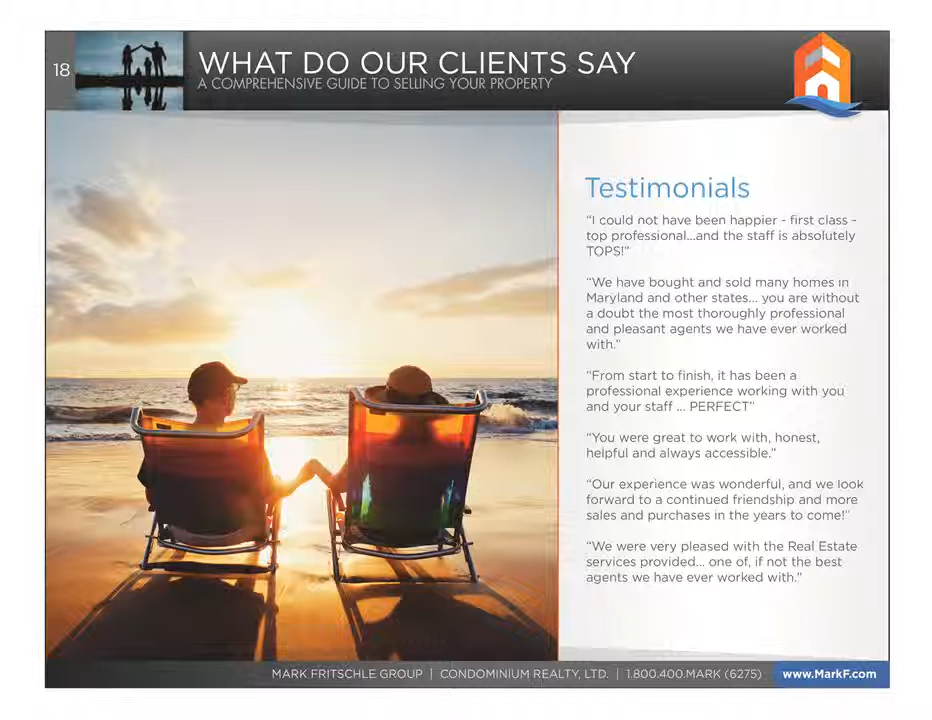 18
WHAT DO OUR CLIENTS SAY
A COMPREHENSIVE GUIDE TO SELLING YOUR PROPERTY
Testimonials
“I could not have been happier - first class -
top professional...and the staff is absolutely
TOPS!”
“We have bought and sold many homes in
Maryland and other states... you are without
a doubt the most thoroughly professional
and pleasant agents we have ever worked
with.”
“From start to finish, it has been a
professional experience working with you
and your staff ... PERFECT”
“You were great to work with, honest,
helpful and always accessible.”
“Our experience was wonderful, and we look
forward to a continued friendship and more
sales and purchases in the years to come!”
“We were very pleased with the Real Estate
services provided... one of, if not the best
agents we have ever worked with.”
MARK FRITSCHLE GROUP | CONDOMINIUM REALTY, LTD. | 1.800.400.MARK (6275) www.MarkF.com